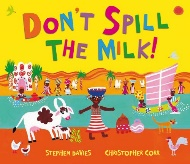 DON'T SPILL
THE MILK!
STEPHEN DAVIES CHRISTOPHER CORR